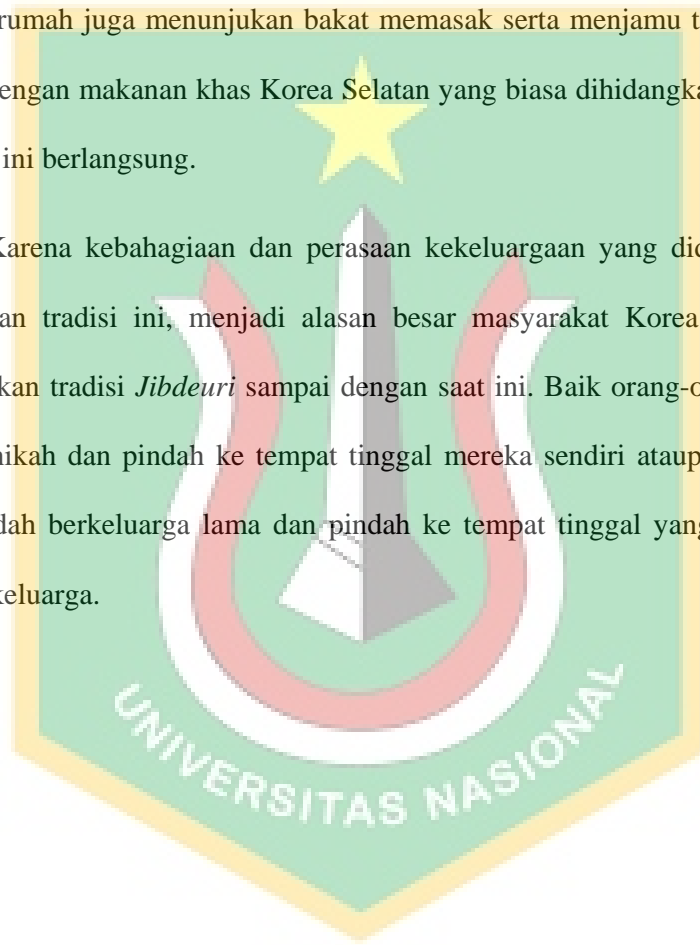 rumah juga menunjukan bakat memasak serta menjamu
engan makanan khas Korea Selatan yang biasa dihidangka
ini berlangsung.
Karena kebahagiaan dan perasaan kekeluargaan yang
an tradisi ini, menjadi alasan besar masyarakat Korea
kan tradisi Jibdeuri sampai dengan saat ini. Baik orang-o
nikah dan pindah ke tempat tinggal mereka sendiri ataup
dah berkeluarga lama dan pindah ke tempat tinggal yang
keluarga.
UNIVERSITAS NASIONAL